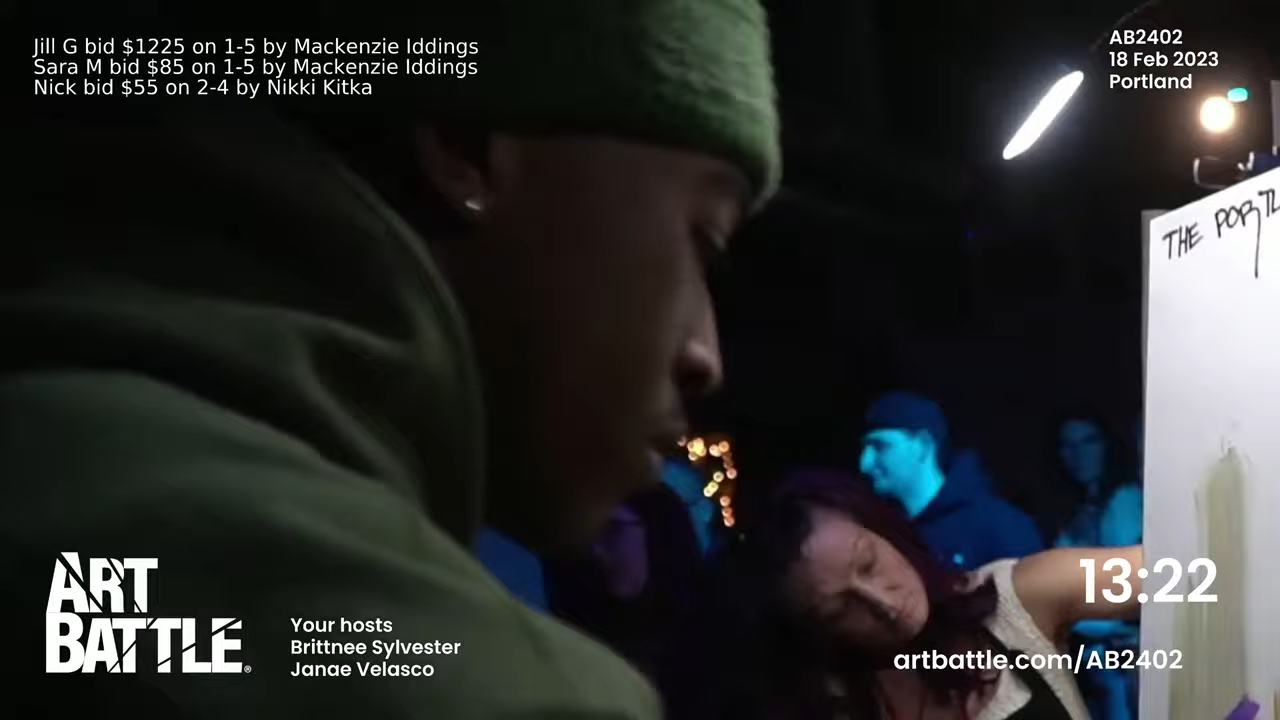 Jill G bid $1225 on 1-5 by Mackenzie Iddings
Sara M bid $85 on 1-5 by Mackenzie Iddings
Nick bid $55 on 2-4 by Nikki Kitka
AB2402
18 Feb 2023
Portland
THE PORTL
ART
BATTLE
Your hosts
Brittnee Sylvester
Janae Velasco
13:22
artbattle.com/AB2402